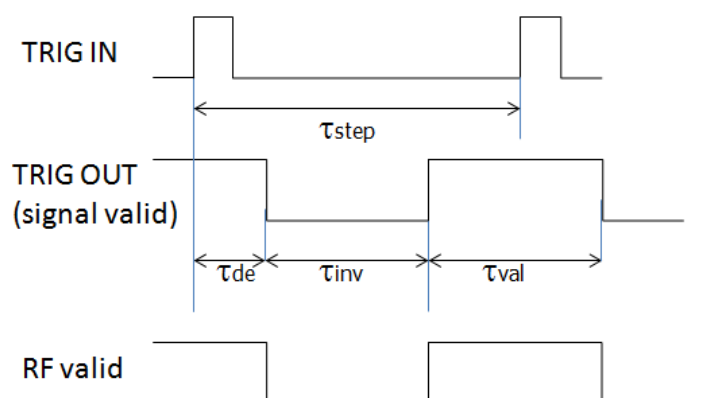 TRIG IN
τstep
TRIG OUT
(signal valid)
τde
τinv
τval
RF valid